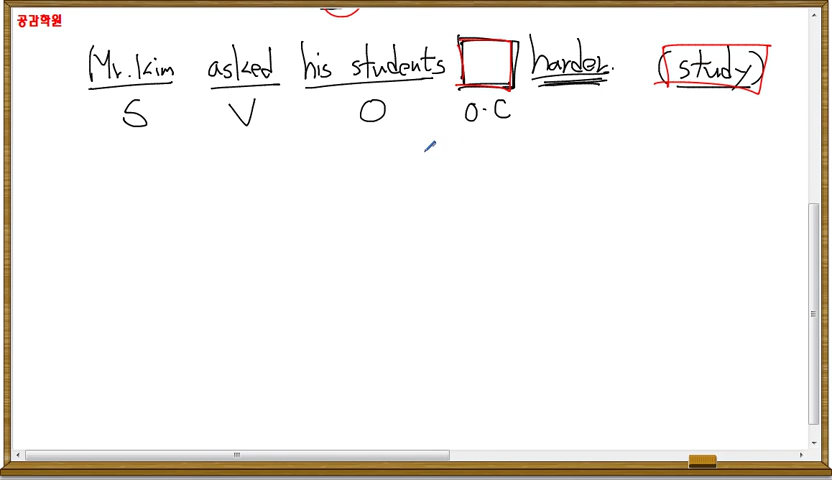 공감학원
Mr. Kim asked his students harder. (study)
S V O O.C